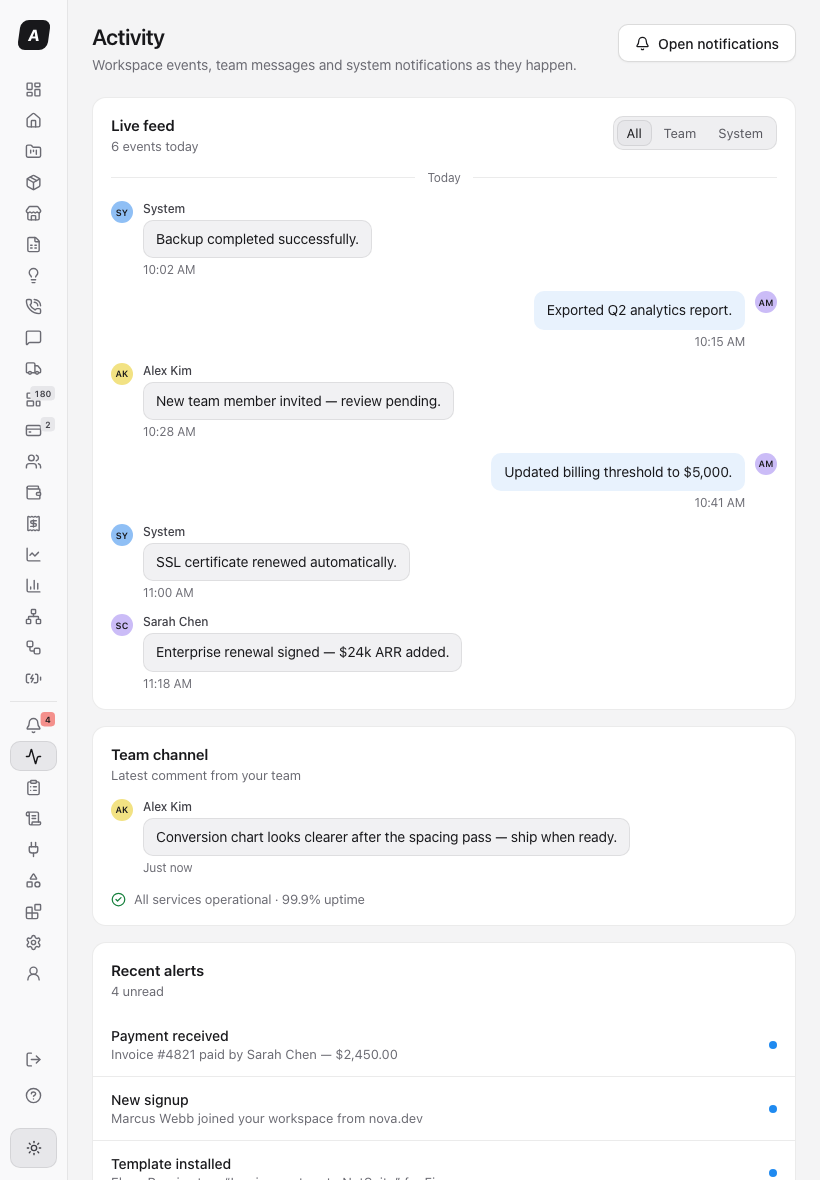 A
Activity
Open notifications
Workspace events, team messages and system notifications as they happen.
Live feed
6 events today
All
Team
System
Today
SY
System
Backup completed successfully.
10:02 AM
Exported Q2 analytics report.
AM
10:15 AM
AK
Alex Kim
New team member invited — review pending.
10:28 AM
180
2
Updated billing threshold to $5,000.
AM
10:41 AM
SY
System
SSL certificate renewed automatically.
11:00 AM
SC
Sarah Chen
Enterprise renewal signed — $24k ARR added.
11:18 AM
4
Team channel
Latest comment from your team
AK
Alex Kim
Conversion chart looks clearer after the spacing pass — ship when ready.
Just now
All services operational · 99.9% uptime
Recent alerts
4 unread
Payment received
Invoice #4821 paid by Sarah Chen — $2,450.00
New signup
Marcus Webb joined your workspace from nova.dev
Template installed